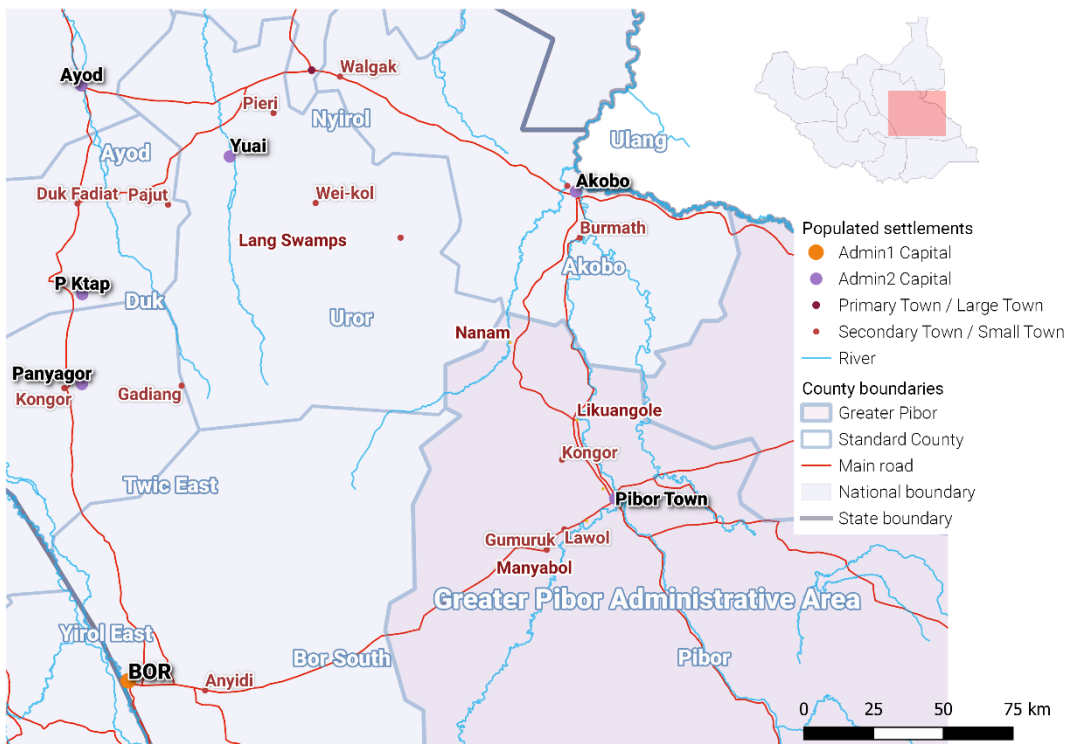 Walgak
Ayod
Pieri
Nyirol
Ulang
Ayod
Yuai
Akobo
Duk Fadiat
Pajut
Wei-kol
Burmath
Lang Swamps
Akobo
P Ktap
Duk
Uror
Nanam
Panyagor
Kongor
Gadiang
Likuangole
Kongor
Twic East
Pibor Town
Gumuruk
Lawol
Manyabol
Greater Pibor Administrative Area
Yirol East
Bor South
Pibor
BOR
Anyidi
Populated settlements
Admin1 Capital
Admin2 Capital
Primary Town / Large Town
Secondary Town / Small Town
River
County boundaries
Greater Pibor
Standard County
Main road
National boundary
State boundary
0 25 50 75 km